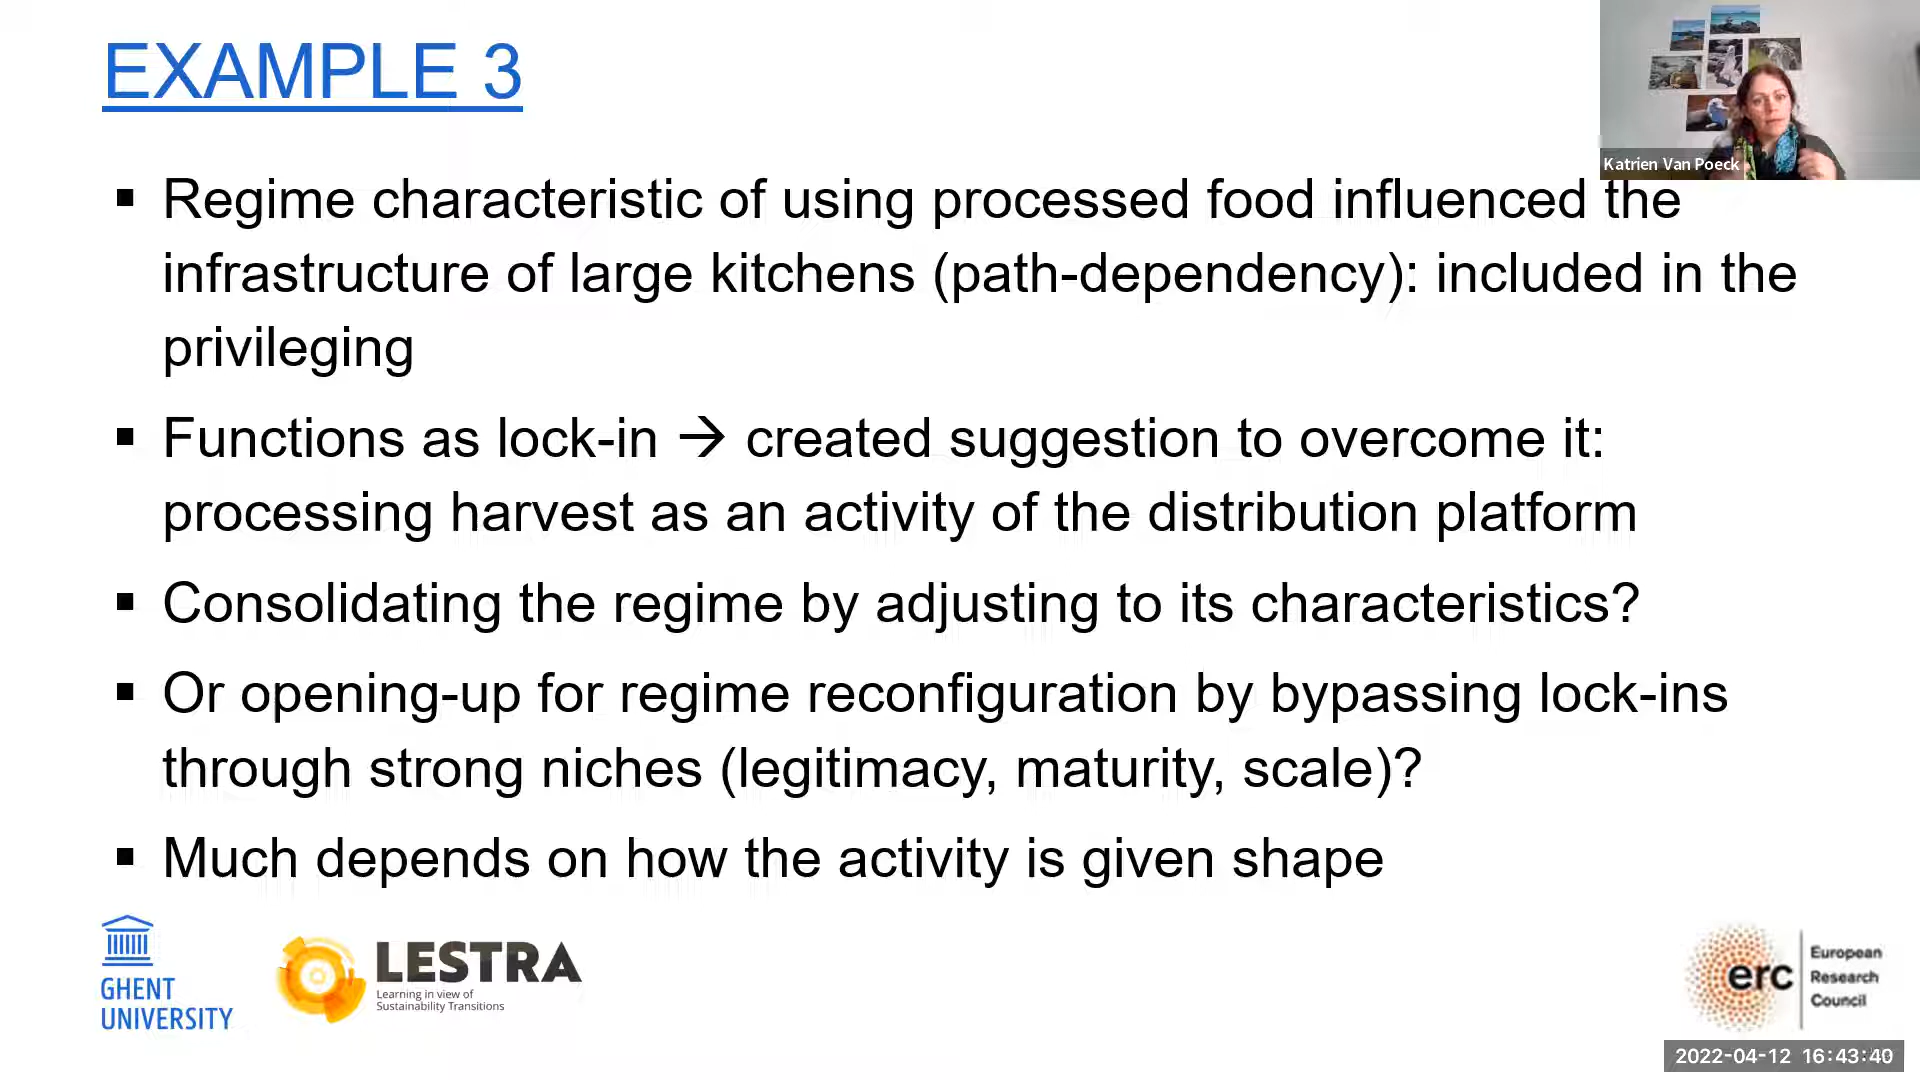 EXAMPLE 3
Katrien Van Poeck
▪ Regime characteristic of using processed food influenced the
infrastructure of large kitchens (path-dependency): included in the
privileging
▪ Functions as lock-in → created suggestion to overcome it:
processing harvest as an activity of the distribution platform
▪ Consolidating the regime by adjusting to its characteristics?
▪ Or opening-up for regime reconfiguration by bypassing lock-ins
through strong niches (legitimacy, maturity, scale)?
▪ Much depends on how the activity is given shape
GHENT
UNIVERSITY
LESTRA
Learning in view of
Sustainability Transitions
erc
European
Research
Council
2022-04-12 16:43:40